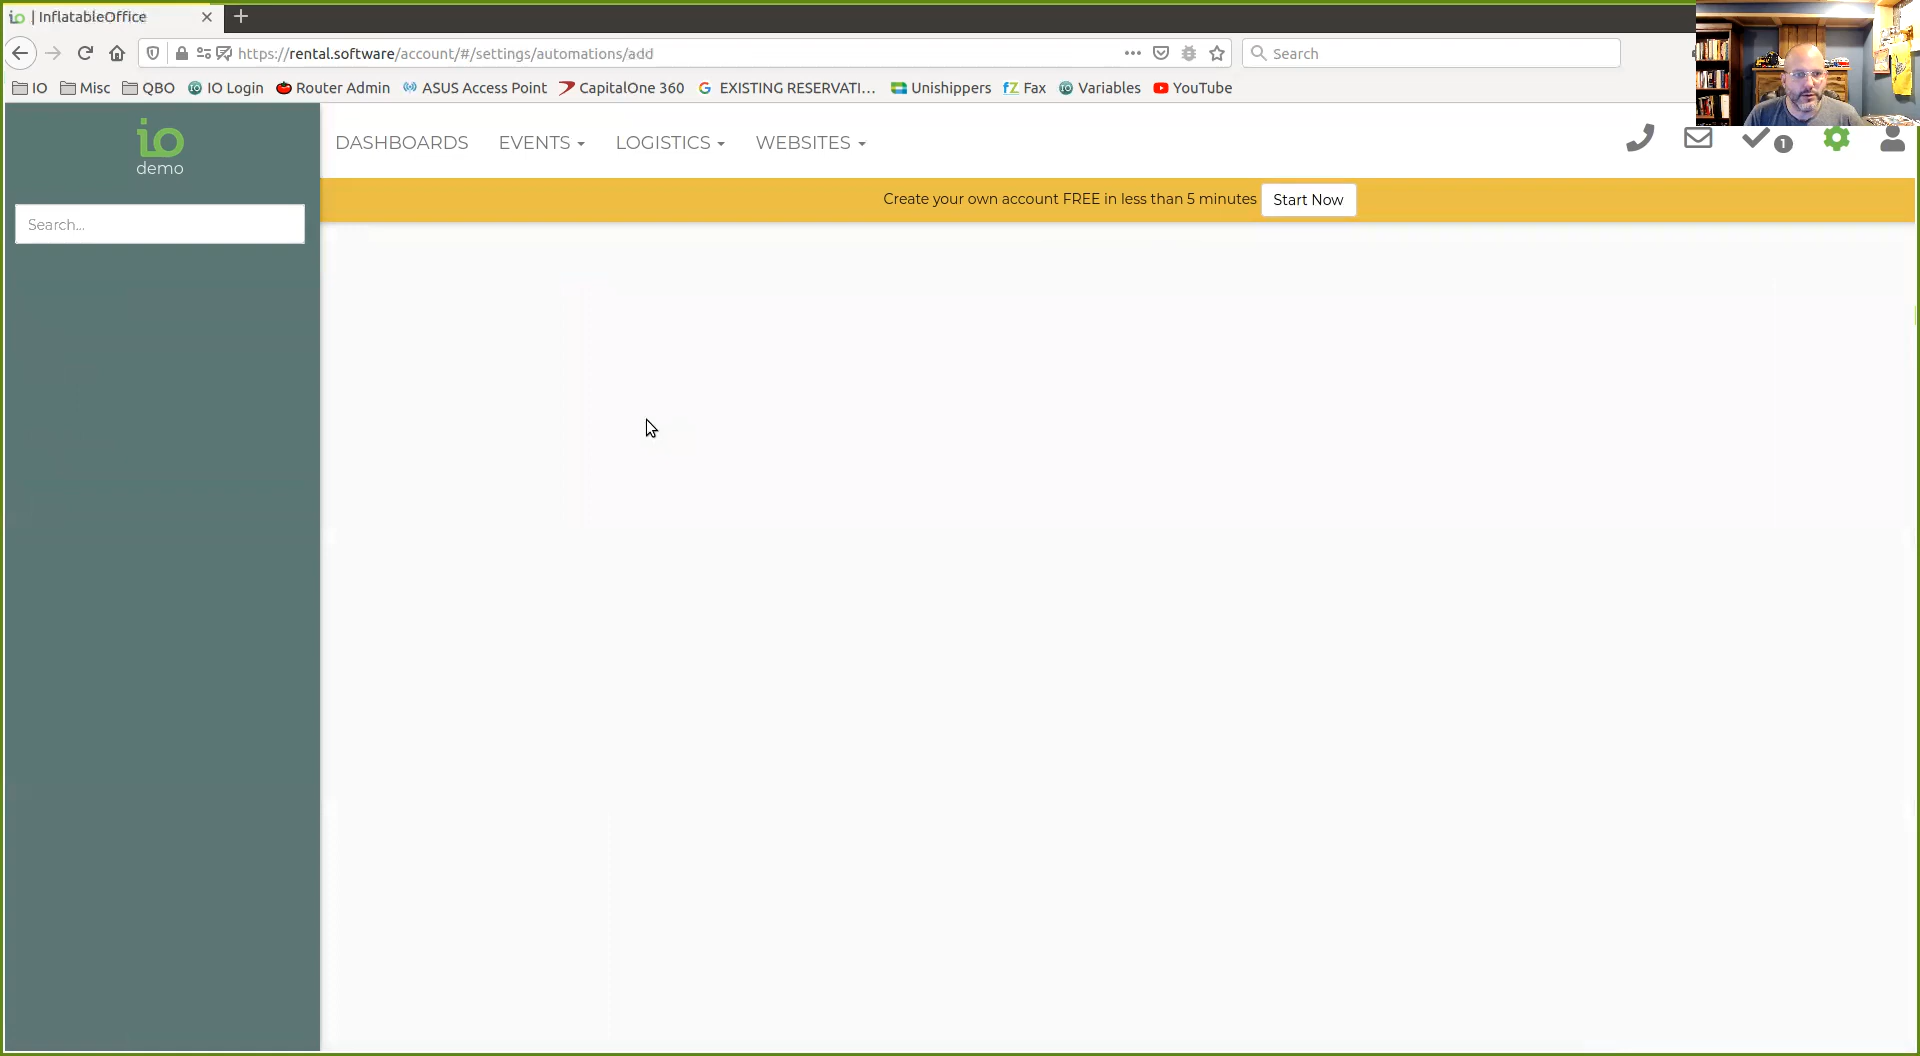 | InflatableOffice
https://rental.software/account/#/settings/automations/add
Search
IO
Misc
QBO
IO Login
Router Admin
ASUS Access Point
CapitalOne 360
EXISTING RESERVATI...
Unishippers
Fax
Variables
YouTube
io
demo
DASHBOARDS
EVENTS
LOGISTICS
WEBSITES
1
Create your own account FREE in less than 5 minutes
Start Now
Search...